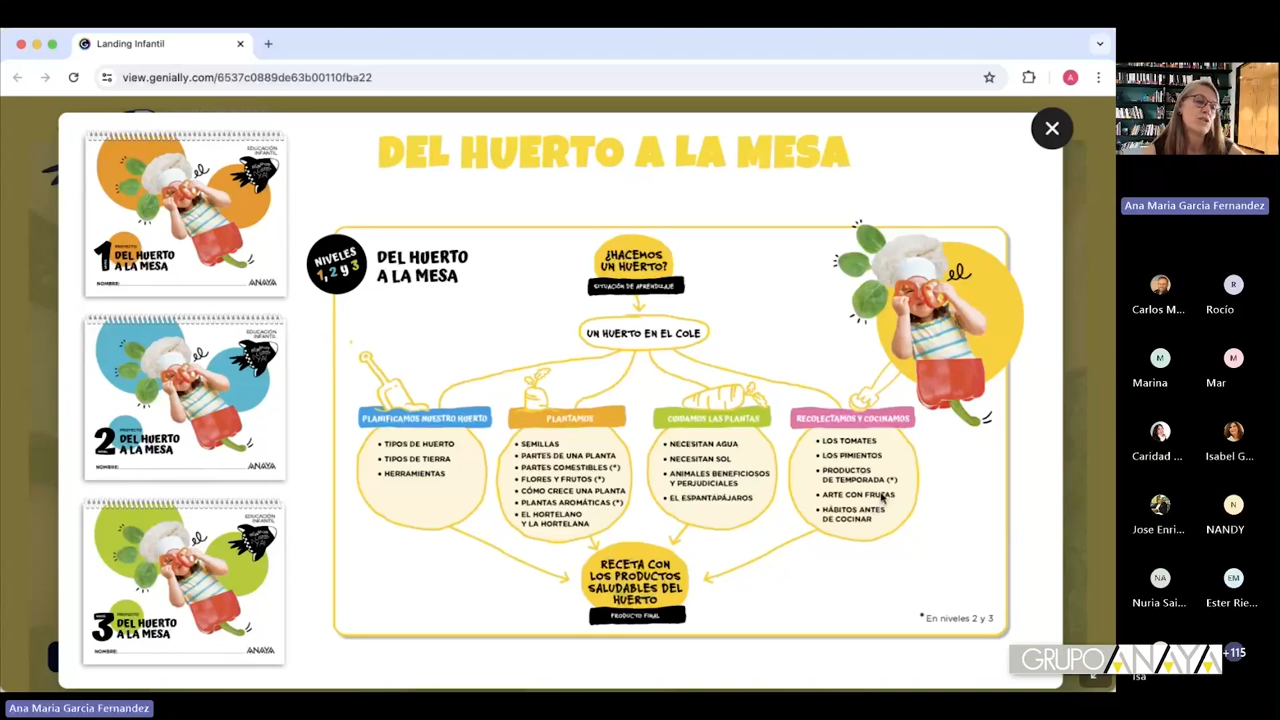 Landing Infantil
view.genially.com/6537c0889de63b00110fba22
A
DEL HUERTO A LA MESA
EDUCACIÓN
INFANTIL
el
1
PROYECTO
DEL HUERTO
A LA MESA
NOMBRE:
ANAYA
EDUCACIÓN
INFANTIL
el
2
PROYECTO
DEL HUERTO
A LA MESA
NOMBRE:
ANAYA
EDUCACIÓN
INFANTIL
el
3
PROYECTO
DEL HUERTO
A LA MESA
NOMBRE:
ANAYA
NIVELES
1, 2 y 3
DEL HUERTO
A LA MESA
¿HACEMOS
UN HUERTO?
SITUACIÓN DE APRENDIZAJE
UN HUERTO EN EL COLE
el
PLANIFICAMOS NUESTRO HUERTO
• TIPOS DE HUERTO
• TIPOS DE TIERRA
• HERRAMIENTAS
PLANTAMOS
• SEMILLAS
• PARTES DE UNA PLANTA
• PARTES COMESTIBLES (*)
• FLORES Y FRUTOS (*)
• CÓMO CRECE UNA PLANTA
• PLANTAS AROMÁTICAS (*)
• EL HORTELANO
Y LA HORTELANA
CUIDAMOS LAS PLANTAS
• NECESITAN AGUA
• NECESITAN SOL
• ANIMALES BENEFICIOSOS
Y PERJUDICIALES
• EL ESPANTAPÁJAROS
RECOLECTAMOS Y COCINAMOS
• LOS TOMATES
• LOS PIMIENTOS
• PRODUCTOS
DE TEMPORADA (*)
• ARTE CON FRUTAS
• HÁBITOS ANTES
DE COCINAR
RECETA CON
LOS PRODUCTOS
SALUDABLES DEL
HUERTO
PRODUCTO FINAL
* En niveles 2 y 3
GRUPO ANAYA
Ana Maria Garcia Fernandez
Carlos M...
R
Rocío
M
Marina
M
Mar
Caridad ...
Isabel G...
Jose Enri...
N
NANDY
NA
Nuria Sai...
EM
Ester Rie...
+115
Isa
Ana Maria Garcia Fernandez